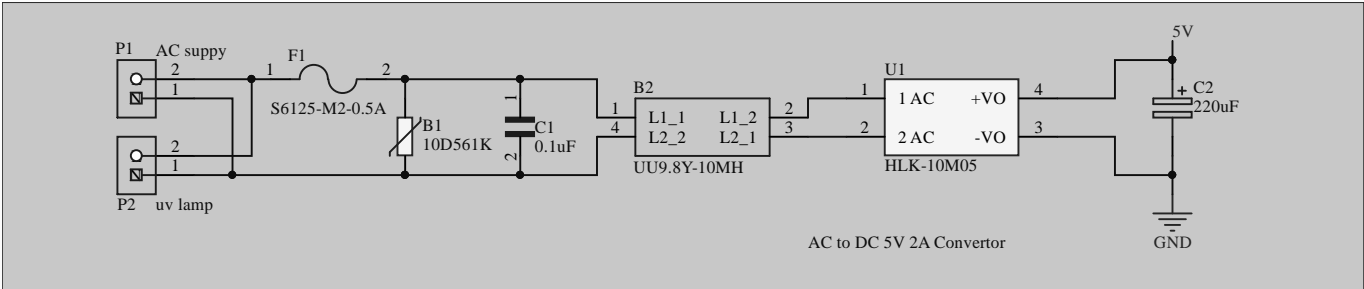 P1 AC suppy
2
1
F1
1 2
S6125-M2-0.5A
B1
10D561K
1
C1
0.1uF
2
B2
1 L1_1 L1_2 2
4 L2_2 L2_1 3
UU9.8Y-10MH
U1
1 1 AC +VO 4
2 2 AC -VO 3
HLK-10M05
5V
+ C2
220uF
GND
2
1
P2 uv lamp
AC to DC 5V 2A Convertor